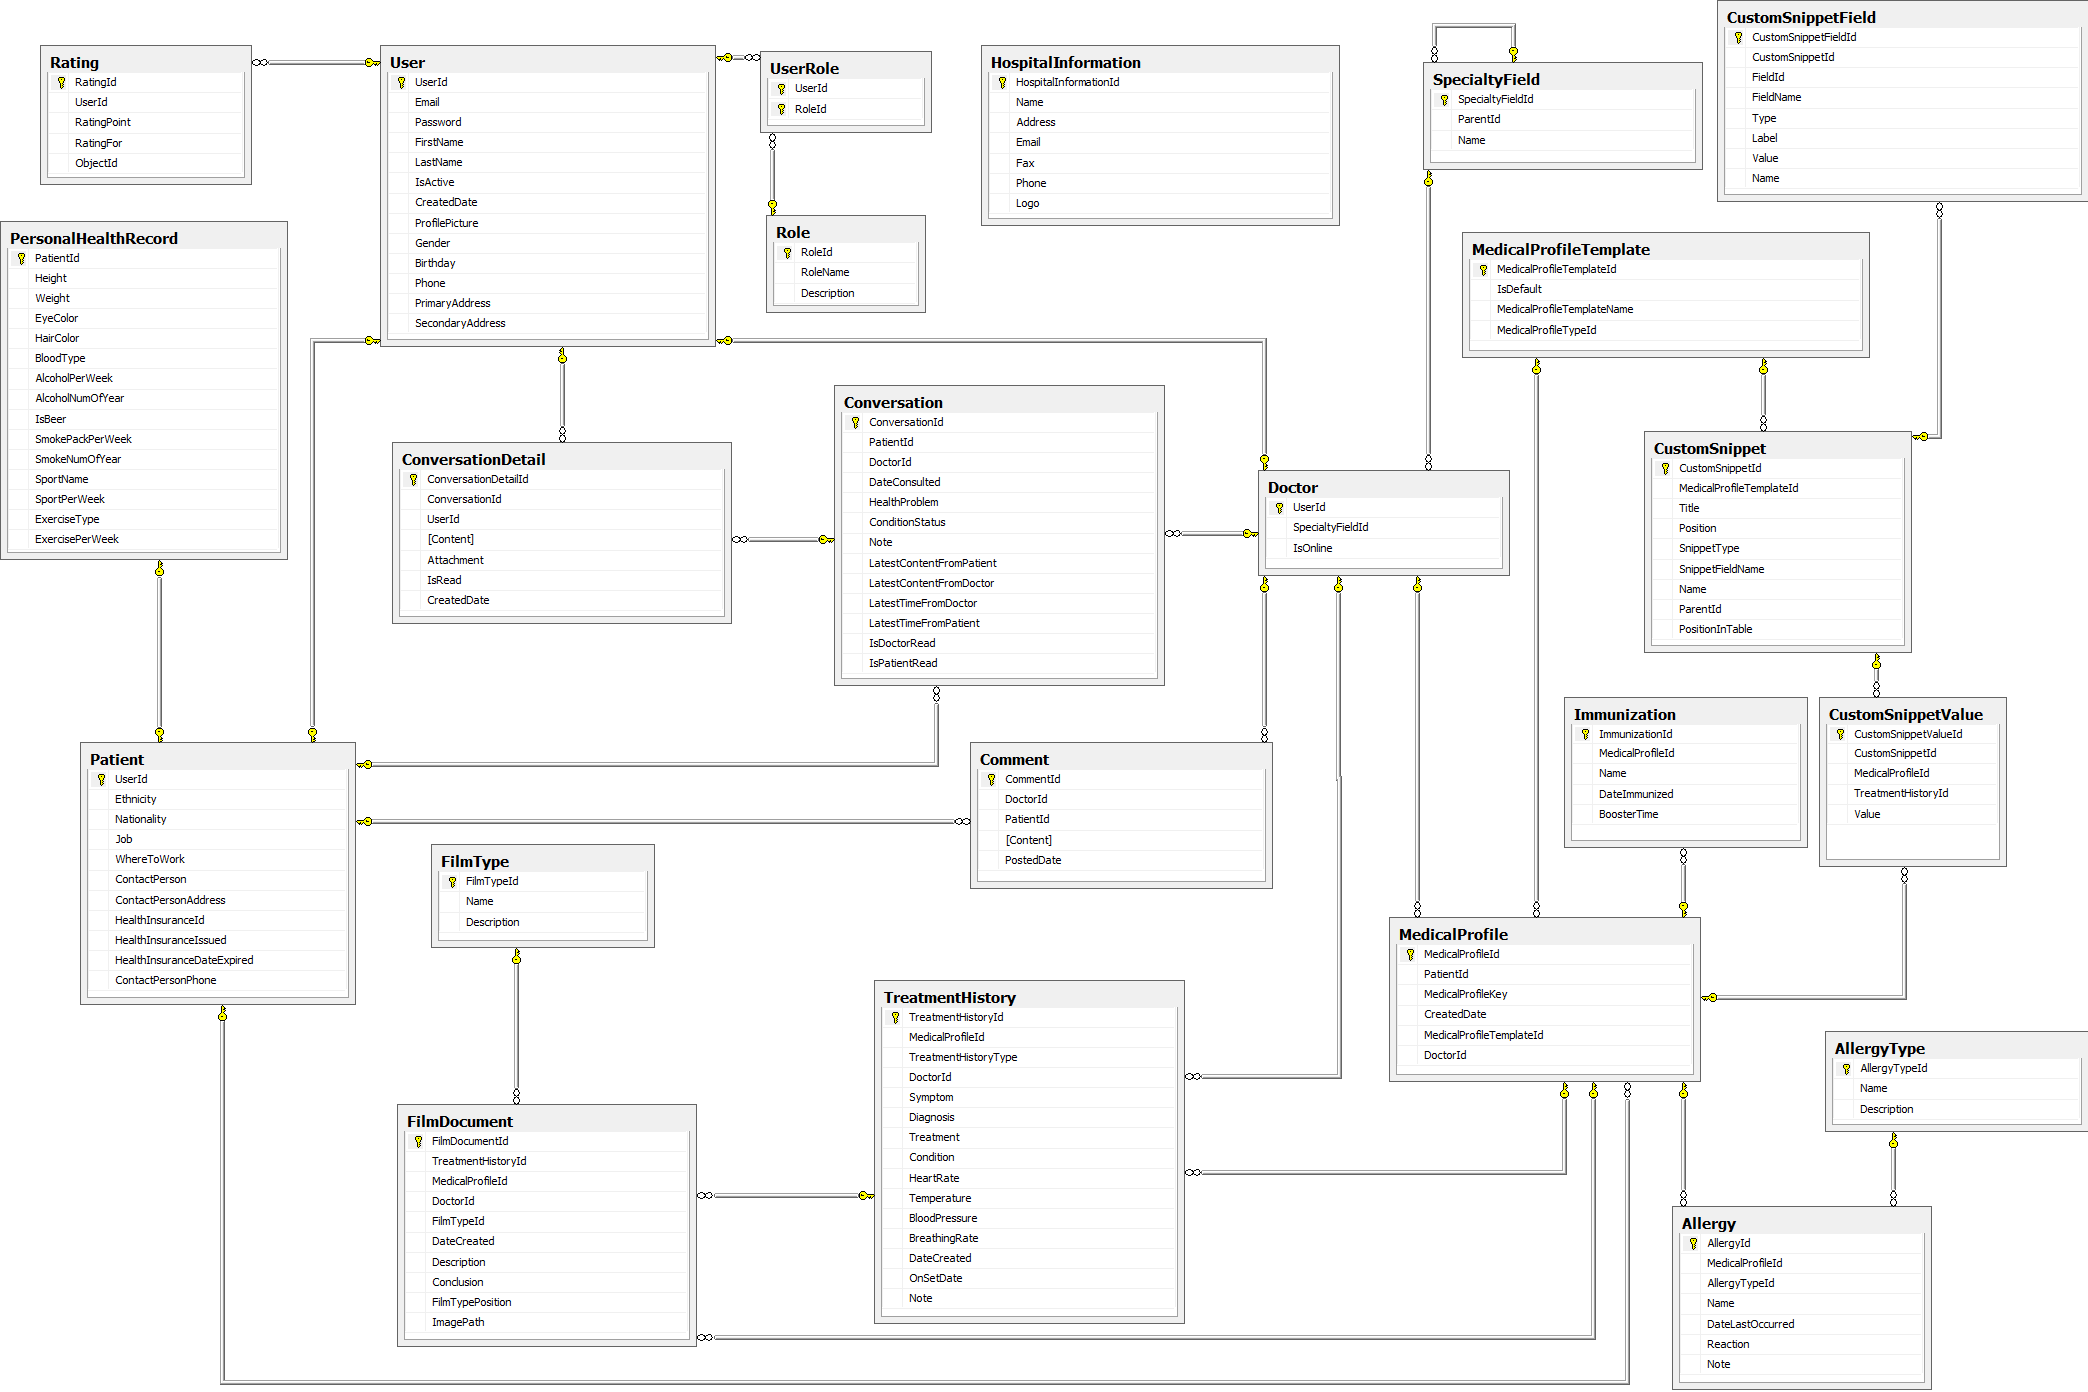 Rating
RatingId
UserId
RatingPoint
RatingFor
ObjectId
User
UserId
Email
Password
FirstName
LastName
IsActive
CreatedDate
ProfilePicture
Gender
Birthday
Phone
PrimaryAddress
SecondaryAddress
UserRole
UserId
RoleId
Role
RoleId
RoleName
Description
HospitalInformation
HospitalInformationId
Name
Address
Email
Fax
Phone
Logo
SpecialtyField
SpecialtyFieldId
ParentId
Name
CustomSnippetField
CustomSnippetFieldId
CustomSnippetId
FieldId
FieldName
Type
Label
Value
Name
PersonalHealthRecord
PatientId
Height
Weight
EyeColor
HairColor
BloodType
AlcoholPerWeek
AlcoholNumOfYear
IsBeer
SmokePackPerWeek
SmokeNumOfYear
SportName
SportPerWeek
ExerciseType
ExercisePerWeek
MedicalProfileTemplate
MedicalProfileTemplateId
IsDefault
MedicalProfileTemplateName
MedicalProfileTypeId
ConversationDetail
ConversationDetailId
ConversationId
UserId
[Content]
Attachment
IsRead
CreatedDate
Conversation
ConversationId
PatientId
DoctorId
DateConsulted
HealthProblem
ConditionStatus
Note
LatestContentFromPatient
LatestContentFromDoctor
LatestTimeFromDoctor
LatestTimeFromPatient
IsDoctorRead
IsPatientRead
Doctor
UserId
SpecialtyFieldId
IsOnline
CustomSnippet
CustomSnippetId
MedicalProfileTemplateId
Title
Position
SnippetType
SnippetFieldName
Name
ParentId
PositionInTable
Immunization
ImmunizationId
MedicalProfileId
Name
DateImmunized
BoosterTime
CustomSnippetValue
CustomSnippetValueId
CustomSnippetId
MedicalProfileId
TreatmentHistoryId
Value
Patient
UserId
Ethnicity
Nationality
Job
WhereToWork
ContactPerson
ContactPersonAddress
HealthInsuranceId
HealthInsuranceIssued
HealthInsuranceDateExpired
ContactPersonPhone
Comment
CommentId
DoctorId
PatientId
[Content]
PostedDate
FilmType
FilmTypeId
Name
Description
MedicalProfile
MedicalProfileId
PatientId
MedicalProfileKey
CreatedDate
MedicalProfileTemplateId
DoctorId
TreatmentHistory
TreatmentHistoryId
MedicalProfileId
TreatmentHistoryType
DoctorId
Symptom
Diagnosis
Treatment
Condition
HeartRate
Temperature
BloodPressure
BreathingRate
DateCreated
OnSetDate
Note
AllergyType
AllergyTypeId
Name
Description
FilmDocument
FilmDocumentId
TreatmentHistoryId
MedicalProfileId
DoctorId
FilmTypeId
DateCreated
Description
Conclusion
FilmTypePosition
ImagePath
Allergy
AllergyId
MedicalProfileId
AllergyTypeId
Name
DateLastOccurred
Reaction
Note